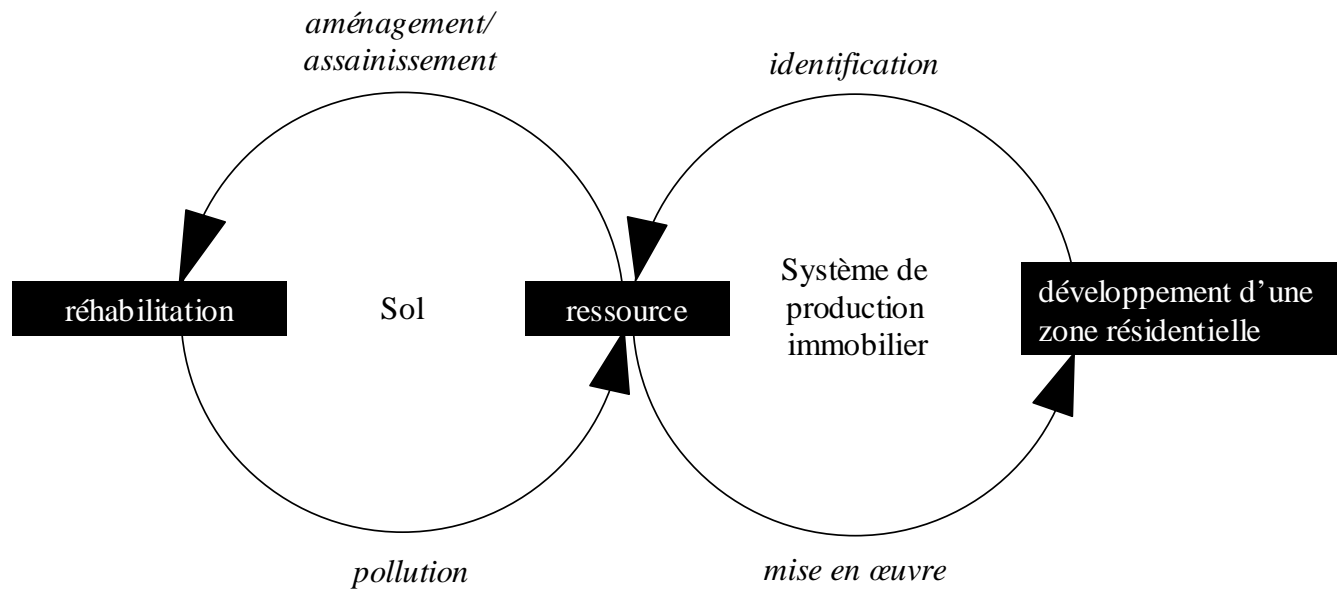 aménagement/
assainissement
identification
réhabilitation
Sol
ressource
Système de
production
immobilier
développement d’une
zone résidentielle
pollution
mise en œuvre